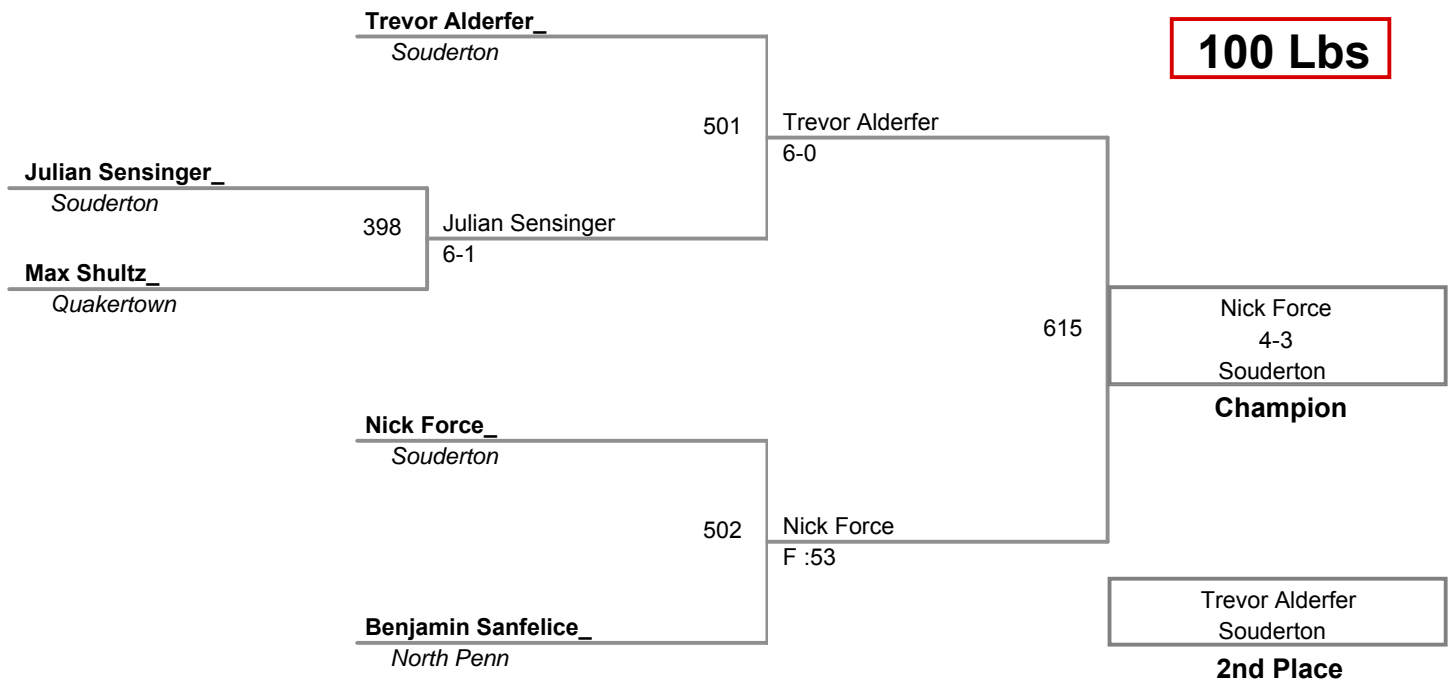 Trevor Alderfer_
Souderton
100 Lbs
501
Trevor Alderfer
6-0
Julian Sensinger_
Souderton
398
Julian Sensinger
6-1
Max Shultz_
Quakertown
615
Nick Force
4-3
Souderton
Champion
Nick Force_
Souderton
502
Nick Force
F :53
Benjamin Sanfelice_
North Penn
Trevor Alderfer
Souderton
2nd Place